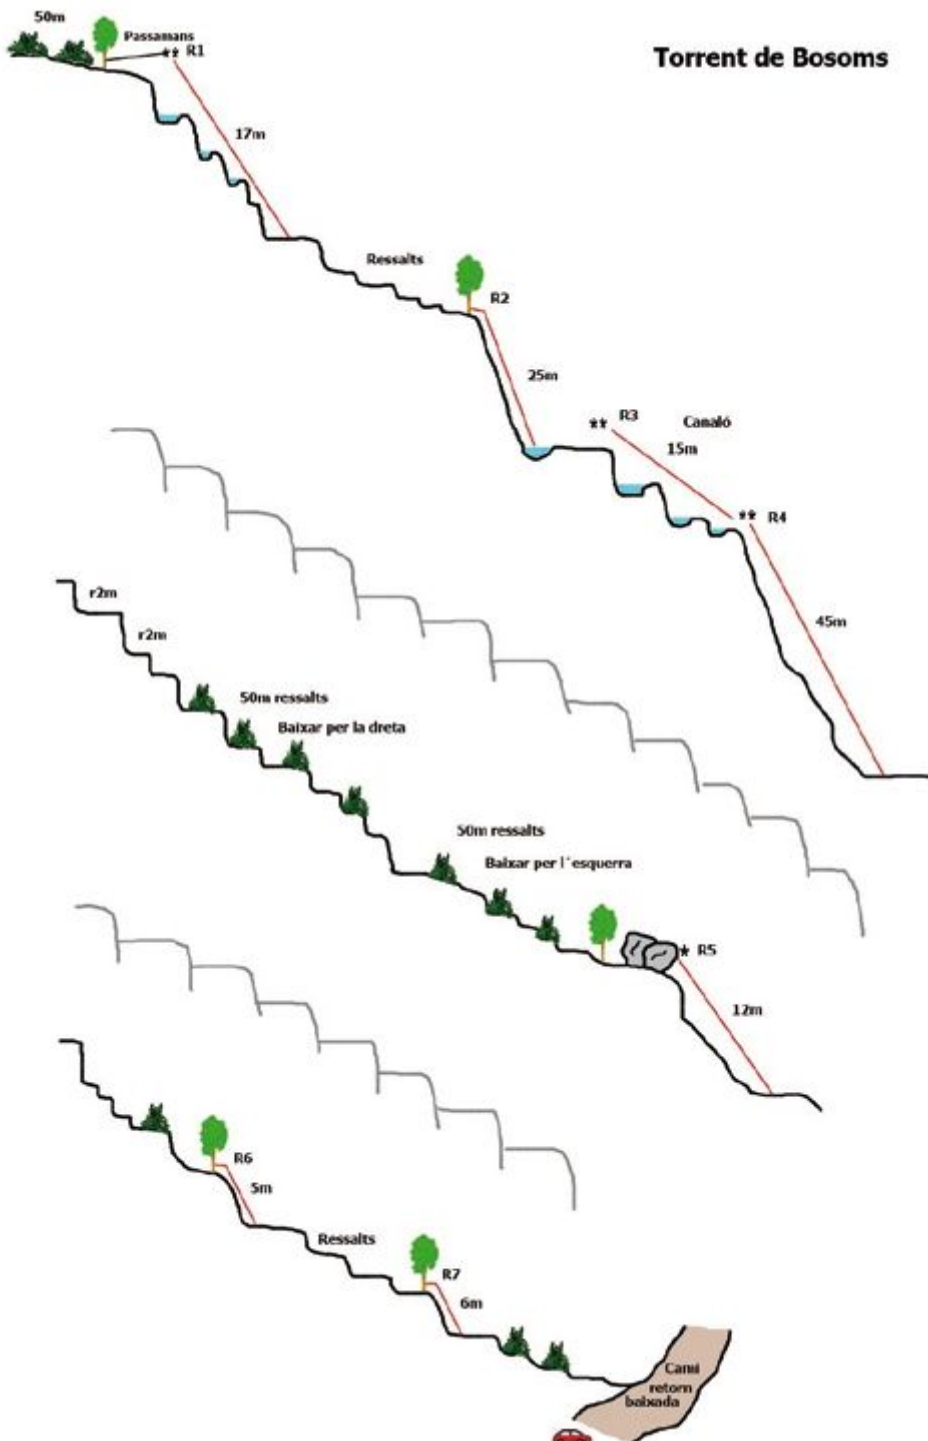 50m
Passamans
** R1
Torrent de Bosoms
17m
Ressalts
R2
25m
** R3
Canaló
15m
** R4
45m
r2m
r2m
50m ressalts
Baixar per la dreta
50m ressalts
Baixar per l´esquerra
* R5
12m
R6
5m
Ressalts
R7
6m
Camí
retorn
baixada